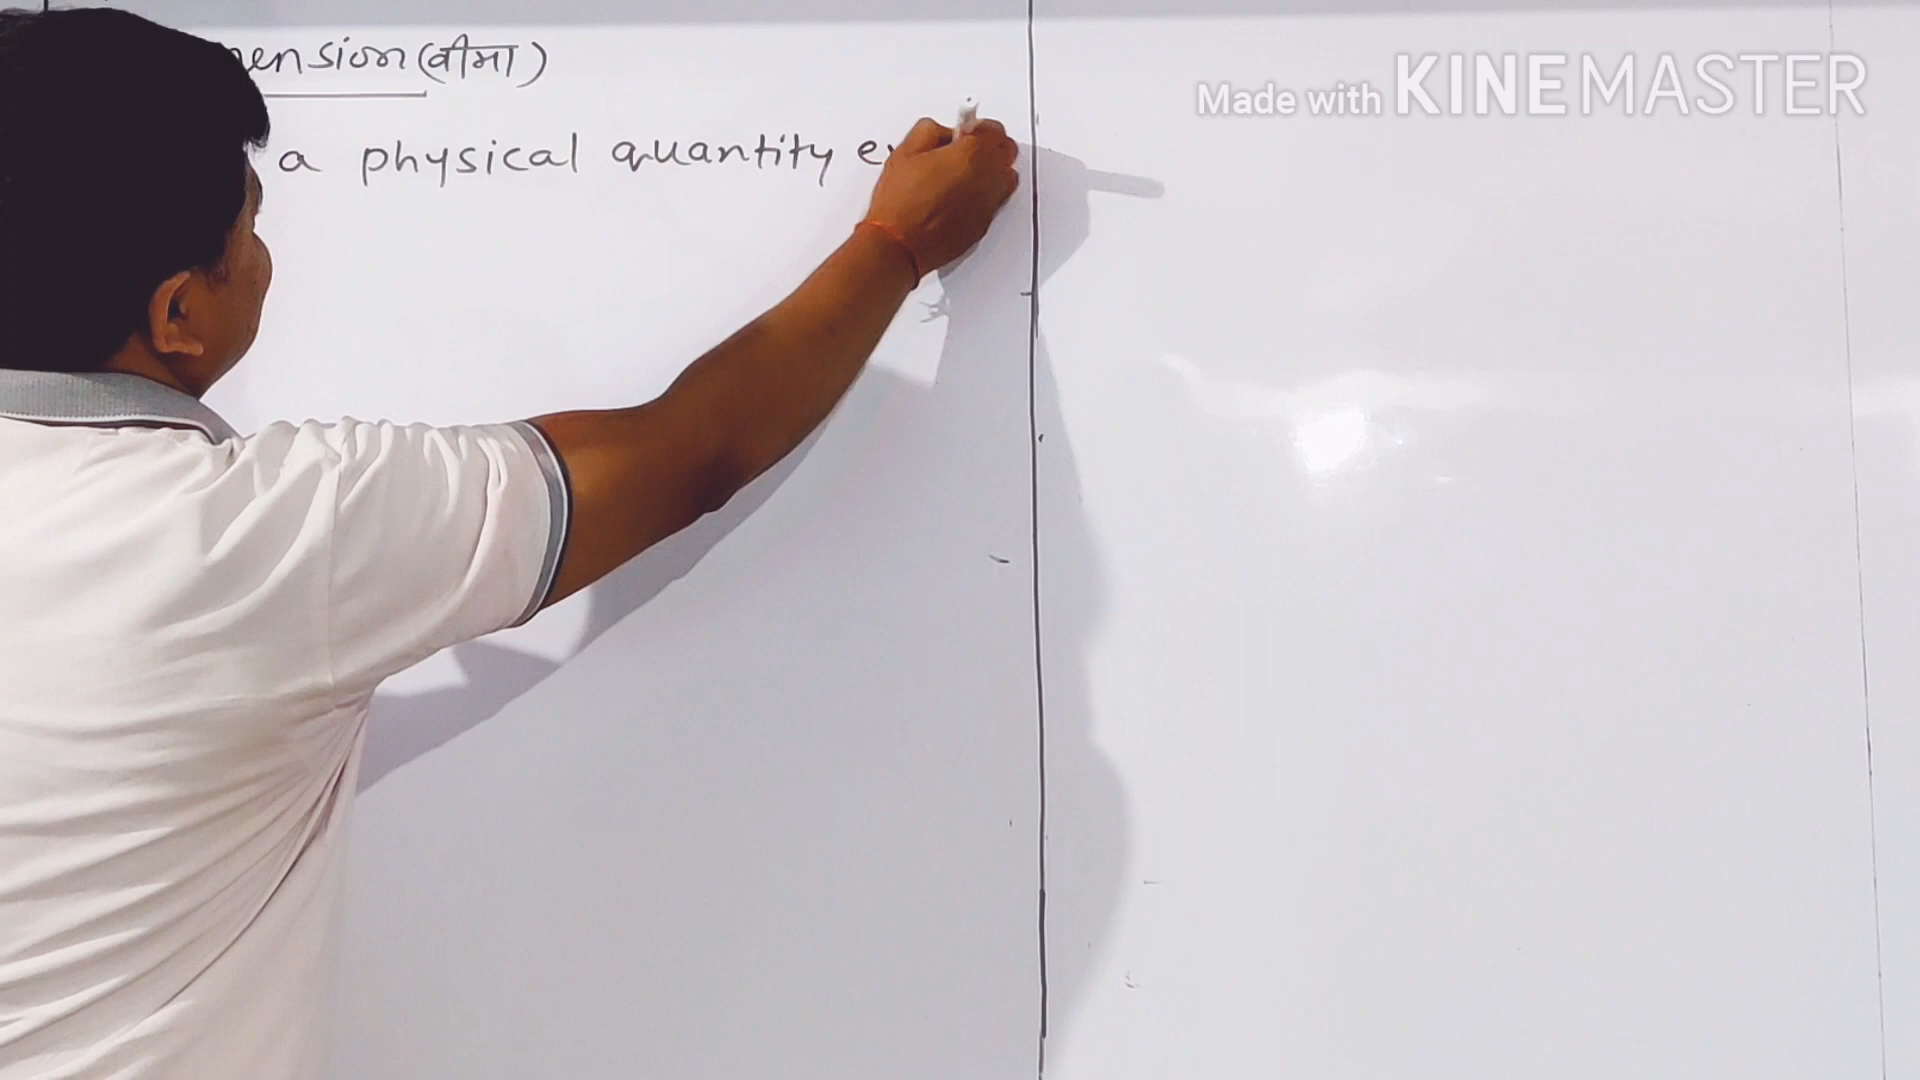 ension (वीमा)
a physical quantity
Made with KINEMASTER